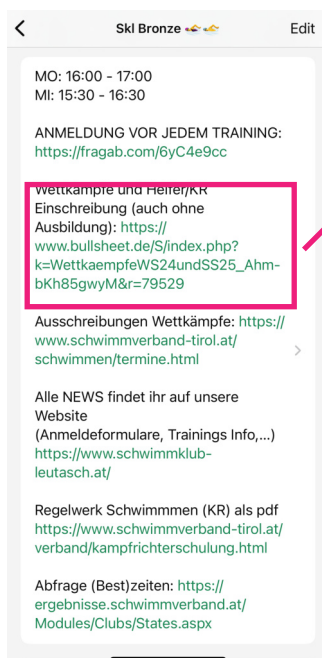 Skl Bronze
Edit
MO: 16:00 - 17:00
MI: 15:30 - 16:30
ANMELDUNG VOR JEDEM TRAINING:
https://fragab.com/6yC4e9cc
Wettkämpfe und Helfer/KR
Einschreibung (auch ohne
Ausbildung): https://
www.bullsheet.de/S/index.php?
k=WettkaempfeWS24undSS25_Ahm-
bKh85gwyM&r=79529
Ausschreibungen Wettkämpfe: https://
www.schwimmverband-tirol.at/
schwimmen/termine.html
Alle NEWS findet ihr auf unsere
Website
(Anmeldeformulare, Trainings Info,...)
https://www.schwimmklub-
leutasch.at/
Regelwerk Schwimmmen (KR) als pdf
https://www.schwimmverband-tirol.at/
verband/kampfrichterschulung.html
Abfrage (Best)zeiten: https://
ergebnisse.schwimmverband.at/
Modules/Clubs/States.aspx